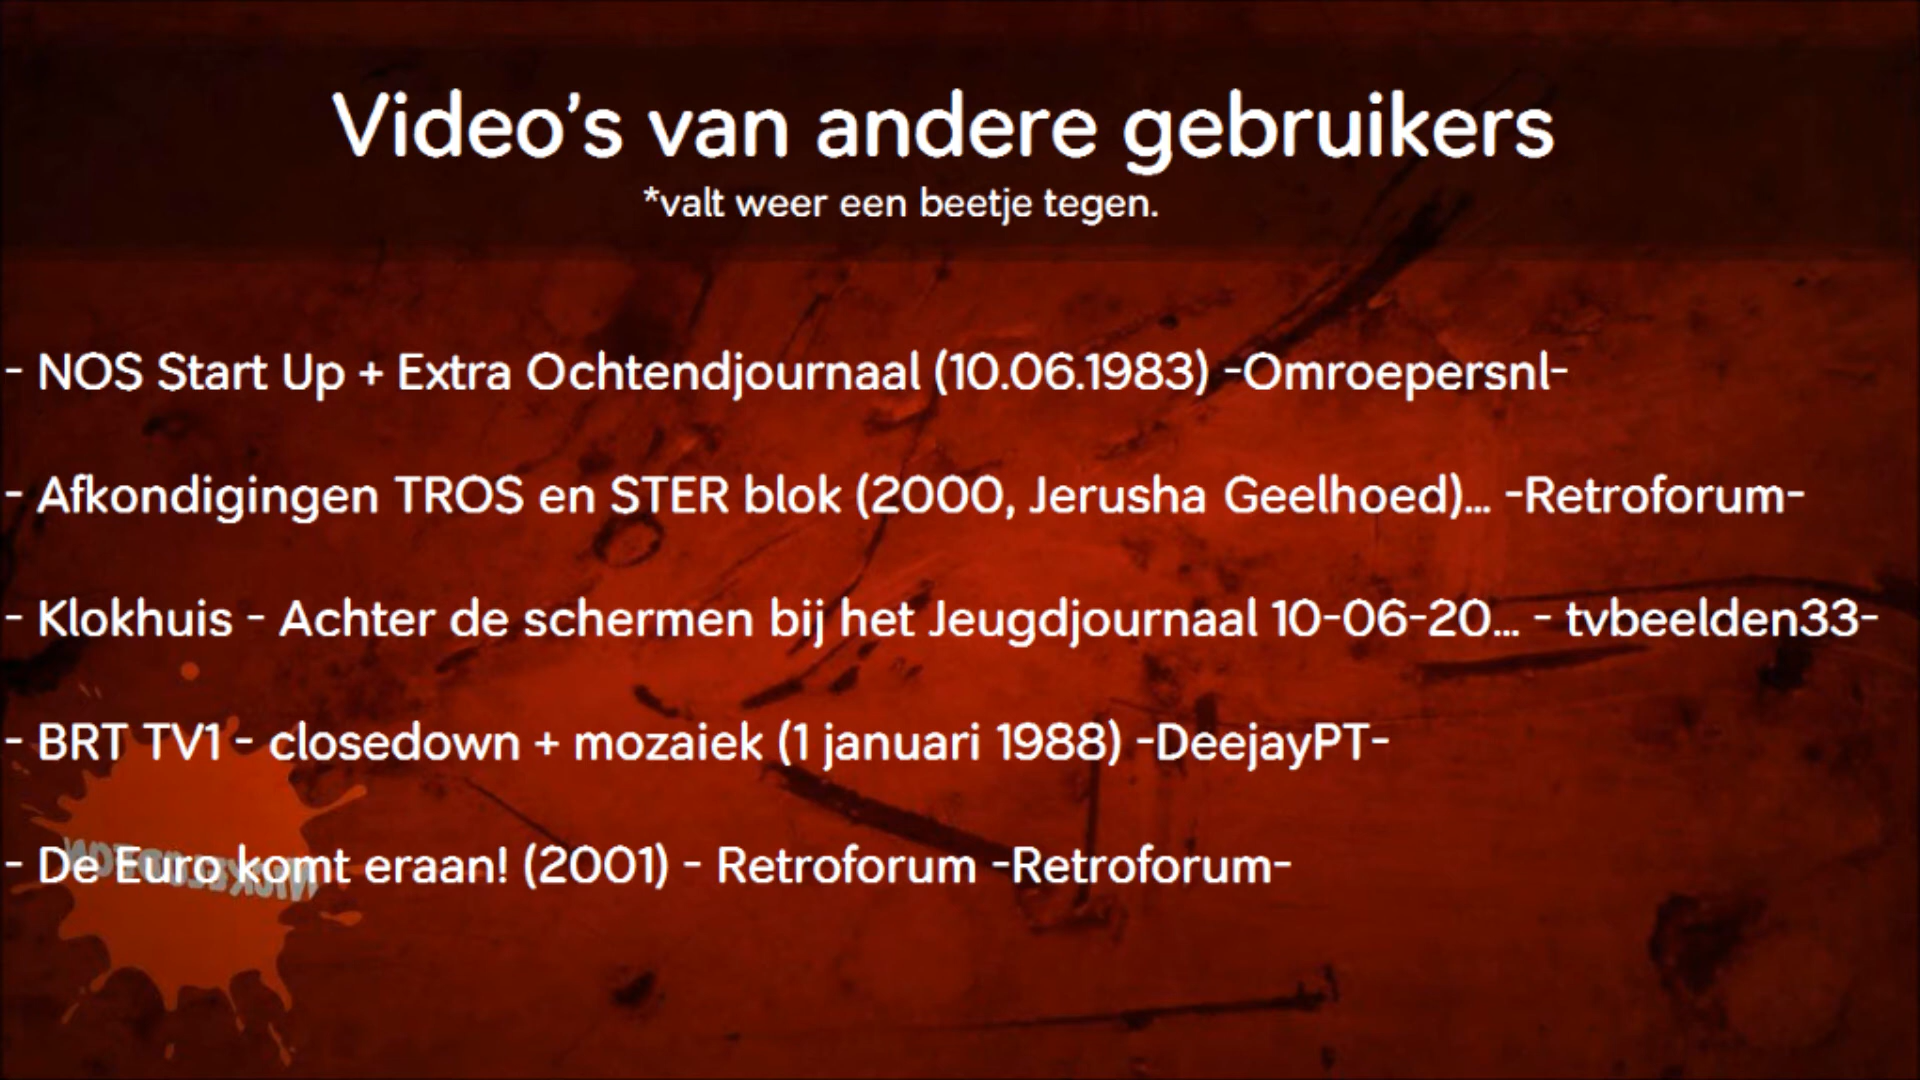 Video’s van andere gebruikers
*valt weer een beetje tegen.
- NOS Start Up + Extra Ochtendjournaal (10.06.1983) -Omroepersnl-
- Afkondigingen TROS en STER blok (2000, Jerusha Geelhoed)... -Retroforum-
- Klokhuis - Achter de schermen bij het Jeugdjournaal 10-06-20... - tvbeelden33-
- BRT TV1 - closedown + mozaiek (1 januari 1988) -DeejayPT-
- De Euro komt eraan! (2001) - Retroforum -Retroforum-